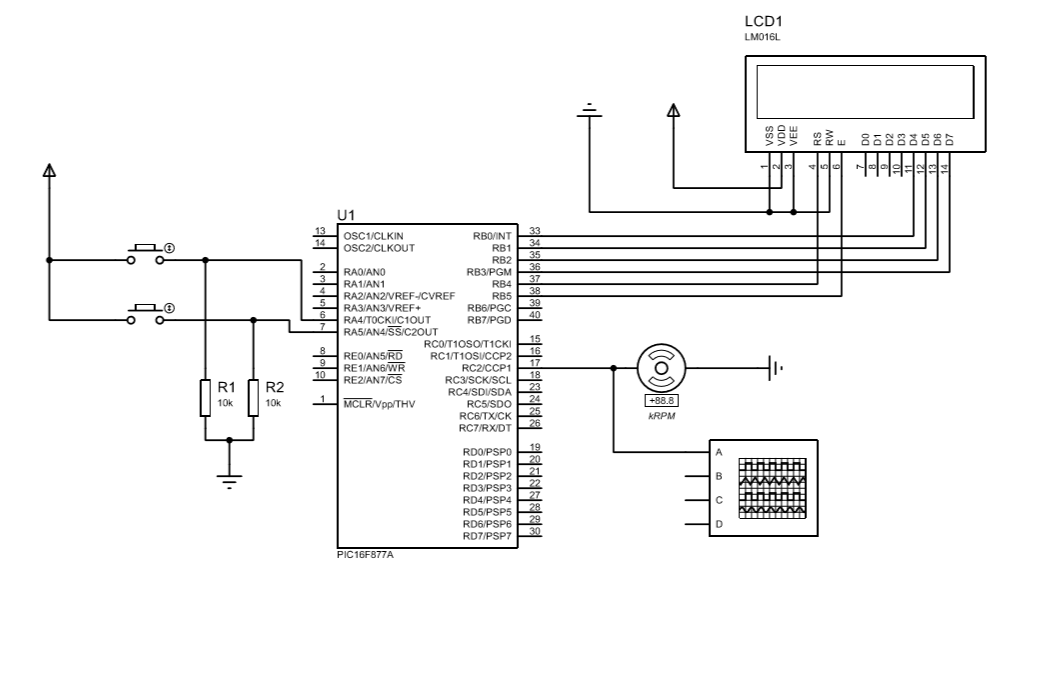 LCD1
LM016L
VSS VDD VEE RS RW E D0 D1 D2 D3 D4 D5 D6 D7
1 2 3 4 5 6 7 8 9 10 11 12 13 14
U1
13 OSC1/CLKIN RB0/INT 33
14 OSC2/CLKOUT RB1 34
RB2 35
2 RA0/AN0 RB3/PGM 36
3 RA1/AN1 RB4 37
4 RA2/AN2/VREF-/CVREF RB5 38
5 RA3/AN3/VREF+ RB6/PGC 39
6 RA4/T0CKI/C1OUT RB7/PGD 40
7 RA5/AN4/SS/C2OUT
RC0/T1OSO/T1CKI 15
8 RE0/AN5/RD RC1/T1OSI/CCP2 16
9 RE1/AN6/WR RC2/CCP1 17
10 RE2/AN7/CS RC3/SCK/SCL 18
RC4/SDI/SDA 23
1 MCLR/Vpp/THV RC5/SDO 24
RC6/TX/CK 25
RC7/RX/DT 26
RD0/PSP0 19
RD1/PSP1 20
RD2/PSP2 21
RD3/PSP3 22
RD4/PSP4 27
RD5/PSP5 28
RD6/PSP6 29
RD7/PSP7 30
PIC16F877A
R1
10k
R2
10k
+88.8
kRPM
A
B
C
D